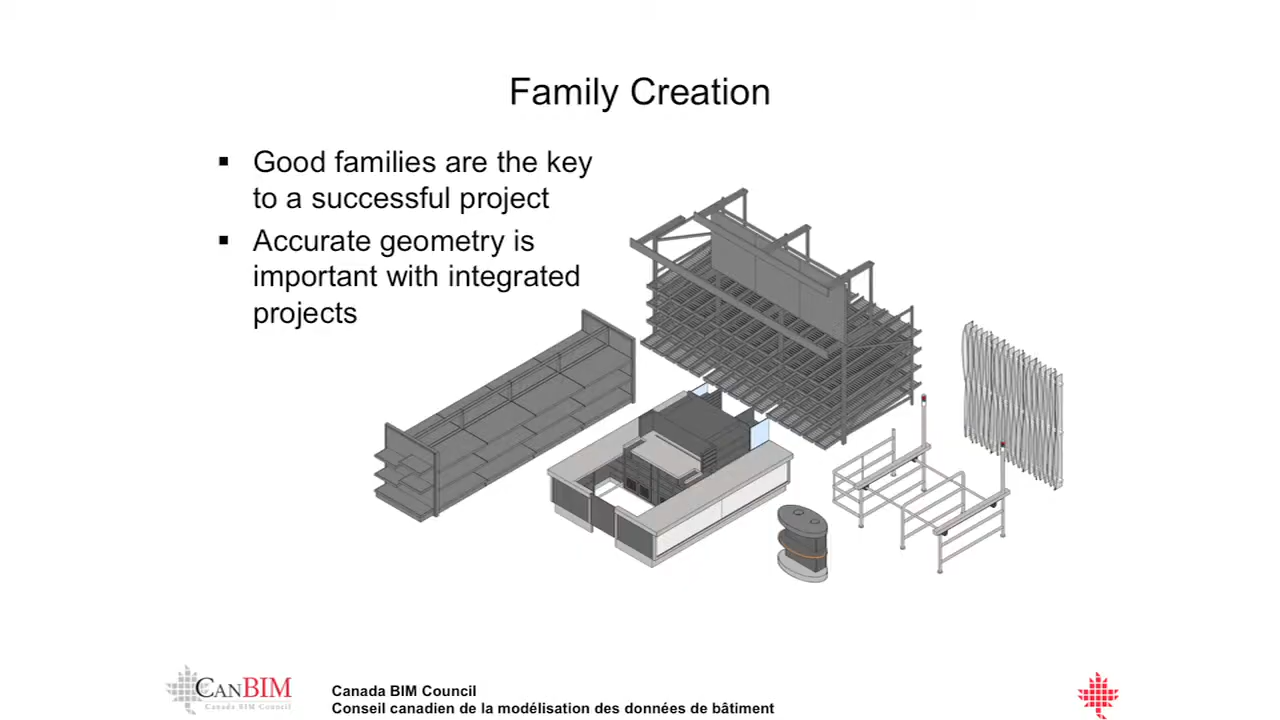 Family Creation
▪ Good families are the key
to a successful project
▪ Accurate geometry is
important with integrated
projects
CANBIM
Canada BIM Council
Canada BIM Council
Conseil canadien de la modélisation des données de bâtiment